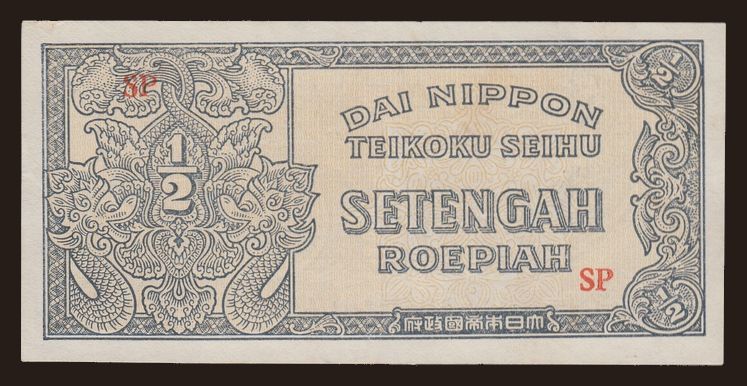 SP
1/2
1/2
DAI NIPPON
TEIKOKU SEIHU
SETENGAH
ROEPIAH
SP
1/2
府政國帝本日大